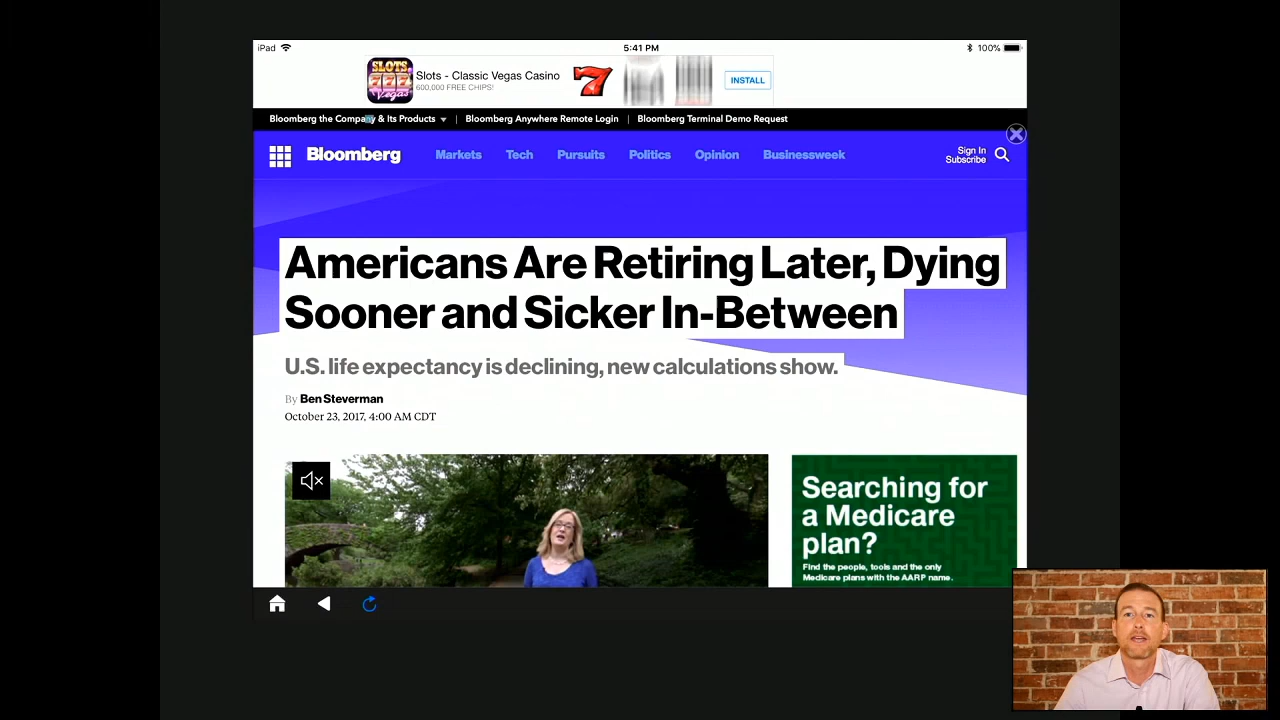 iPad
5:41 PM
100%
SLOTS
777
Vegas
Slots - Classic Vegas Casino
600,000 FREE CHIPS!
7
INSTALL
Bloomberg the Company & Its Products
Bloomberg Anywhere Remote Login
Bloomberg Terminal Demo Request
Bloomberg
Markets
Tech
Pursuits
Politics
Opinion
Businessweek
Sign In
Subscribe
Americans Are Retiring Later, Dying
Sooner and Sicker In-Between
U.S. life expectancy is declining, new calculations show.
By Ben Steverman
October 23, 2017, 4:00 AM CDT
Searching for
a Medicare
plan?
Find the people, tools and the only
Medicare plans with the AARP name.